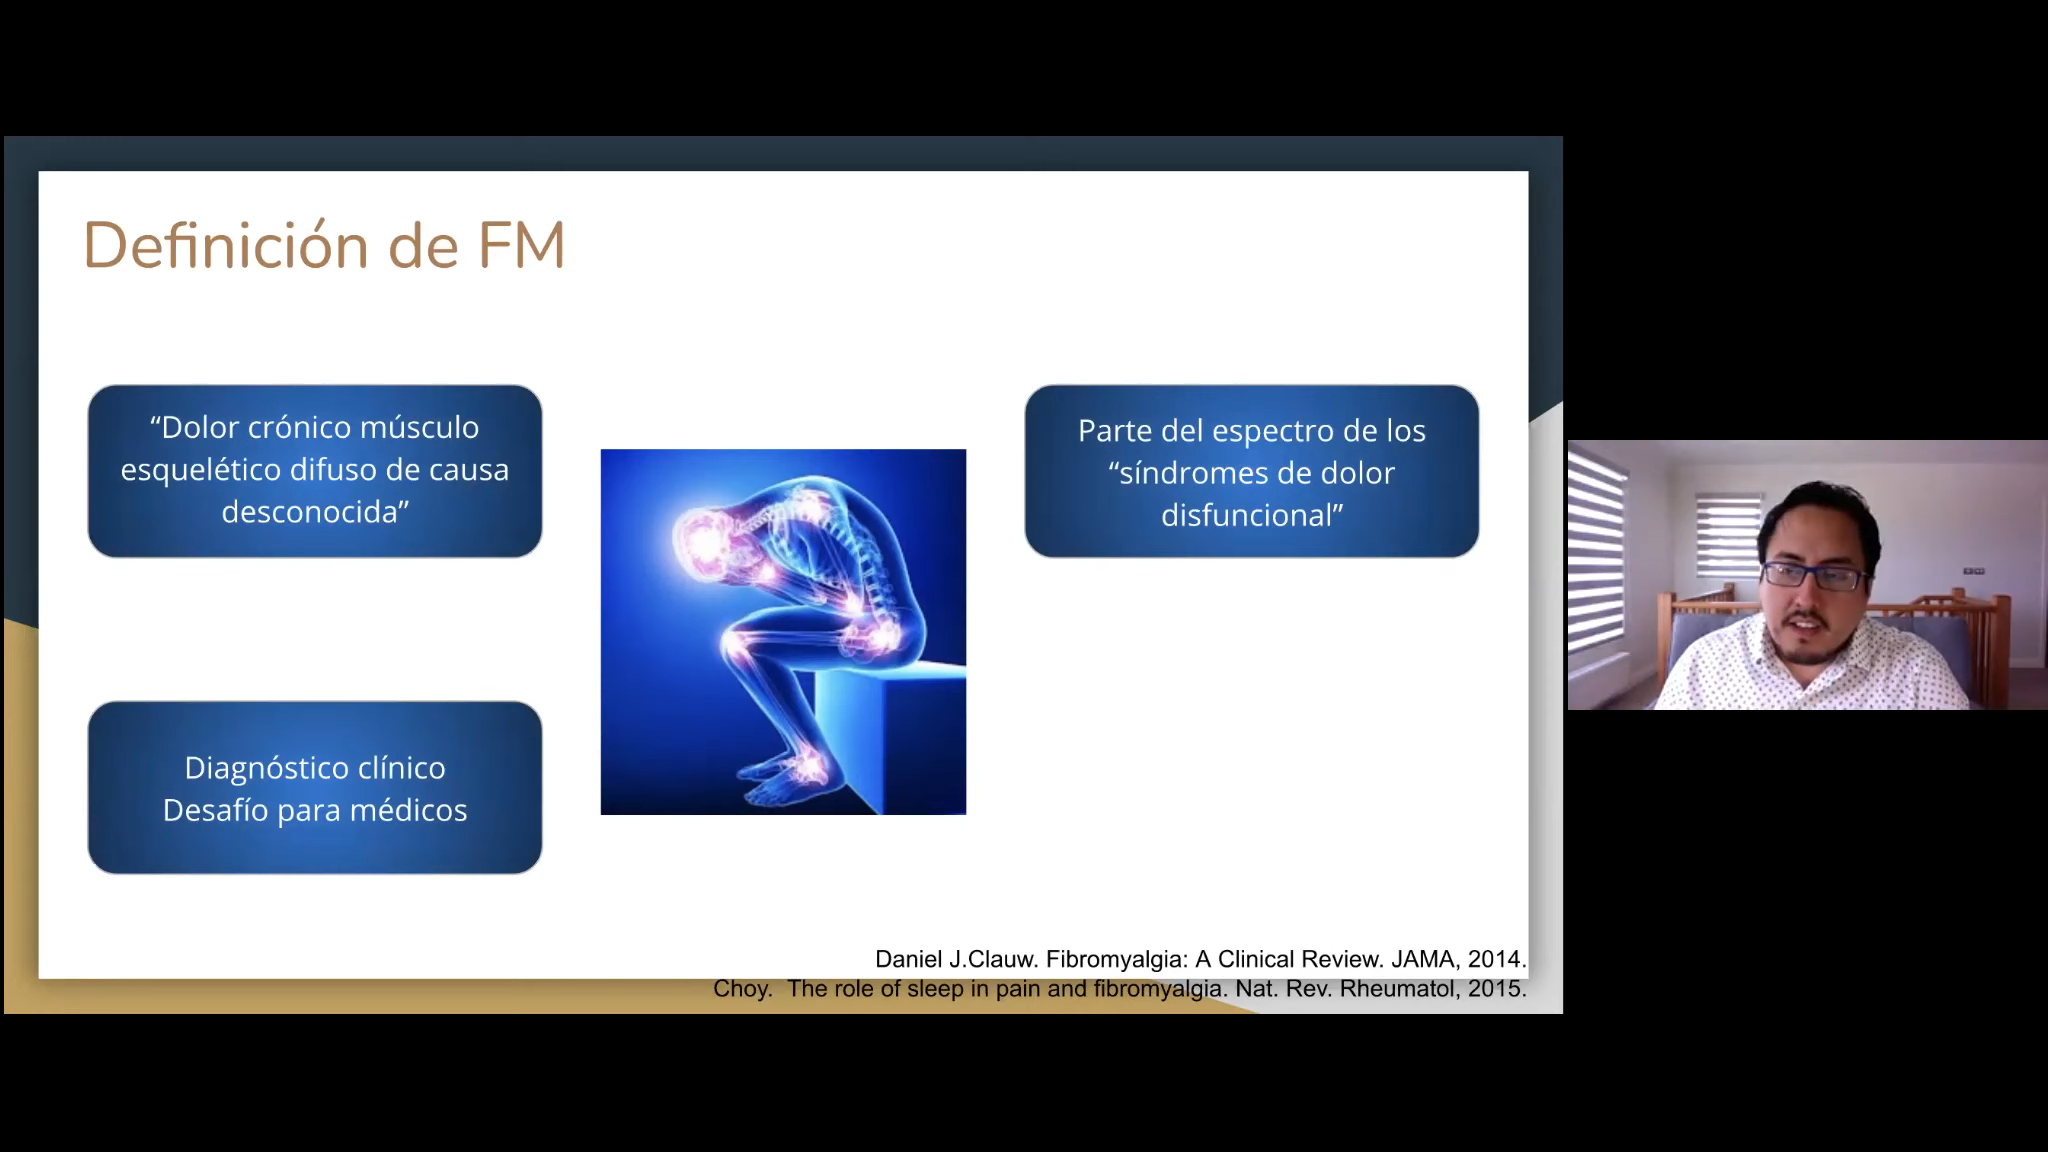 Definición de FM
“Dolor crónico músculo
esquelético difuso de causa
desconocida”
Parte del espectro de los
“síndromes de dolor
disfuncional”
Diagnóstico clínico
Desafío para médicos
Daniel J.Clauw. Fibromyalgia: A Clinical Review. JAMA, 2014.
Choy.  The role of sleep in pain and fibromyalgia. Nat. Rev. Rheumatol, 2015.